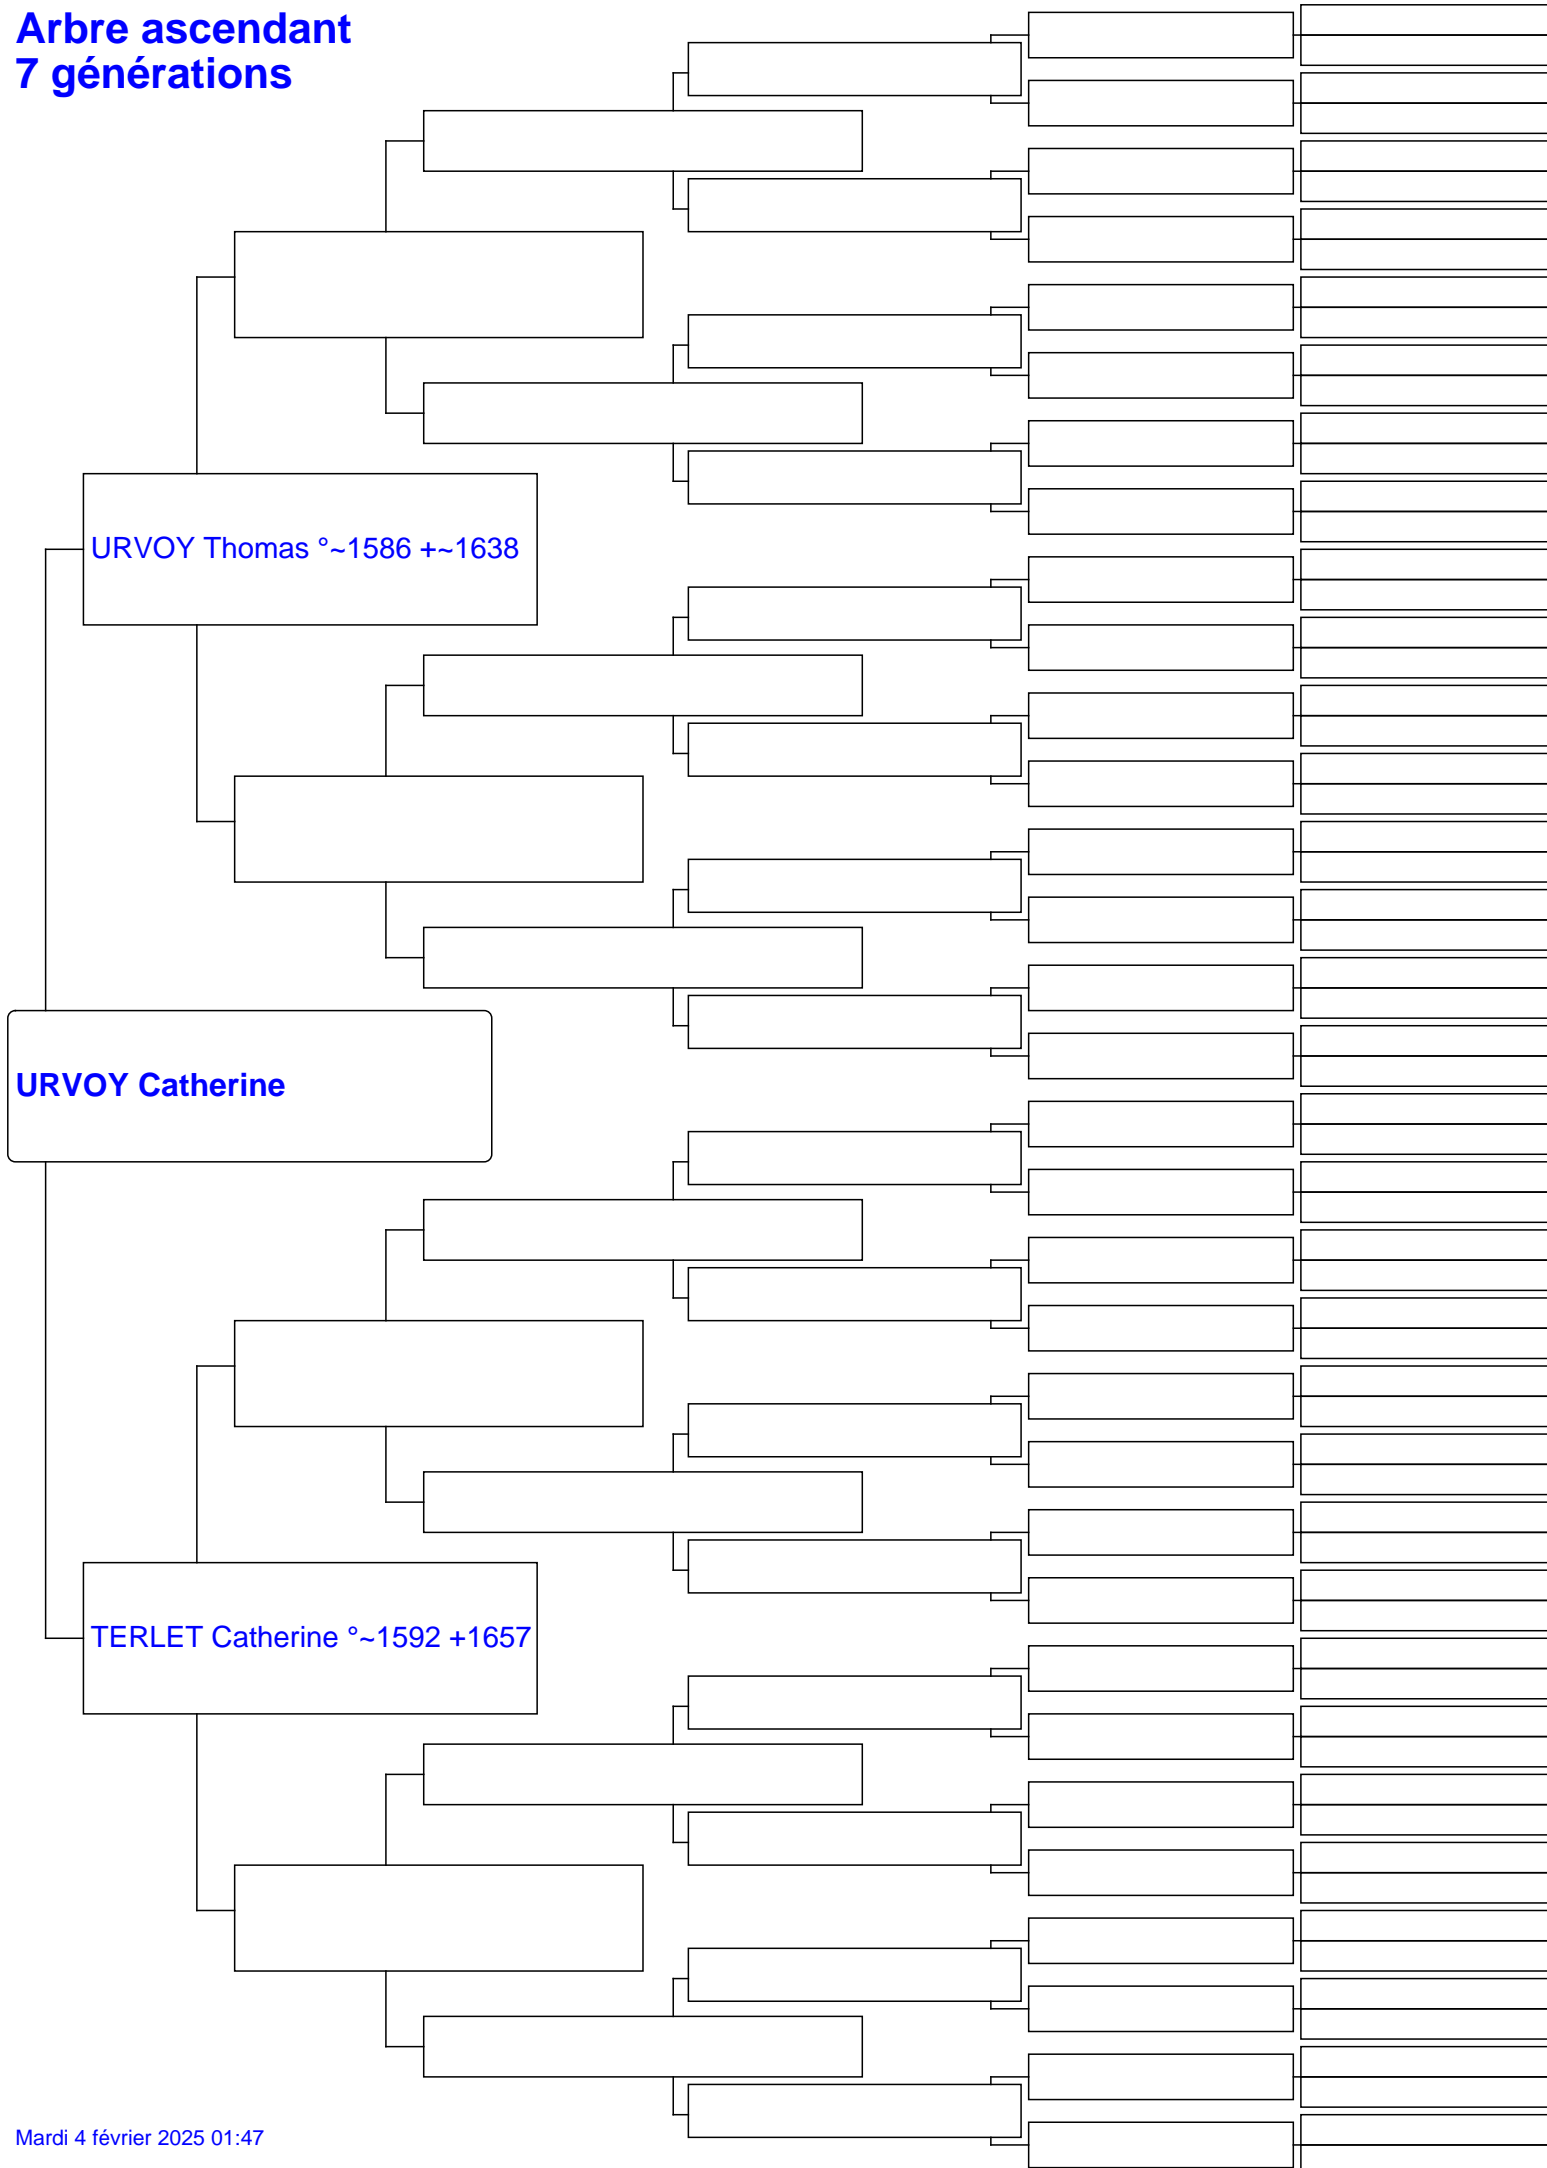 Arbre ascendant
7 générations
URVOY Thomas °~1586 +~1638
URVOY Catherine
TERLET Catherine °~1592 +1657
Mardi 4 février 2025 01:47